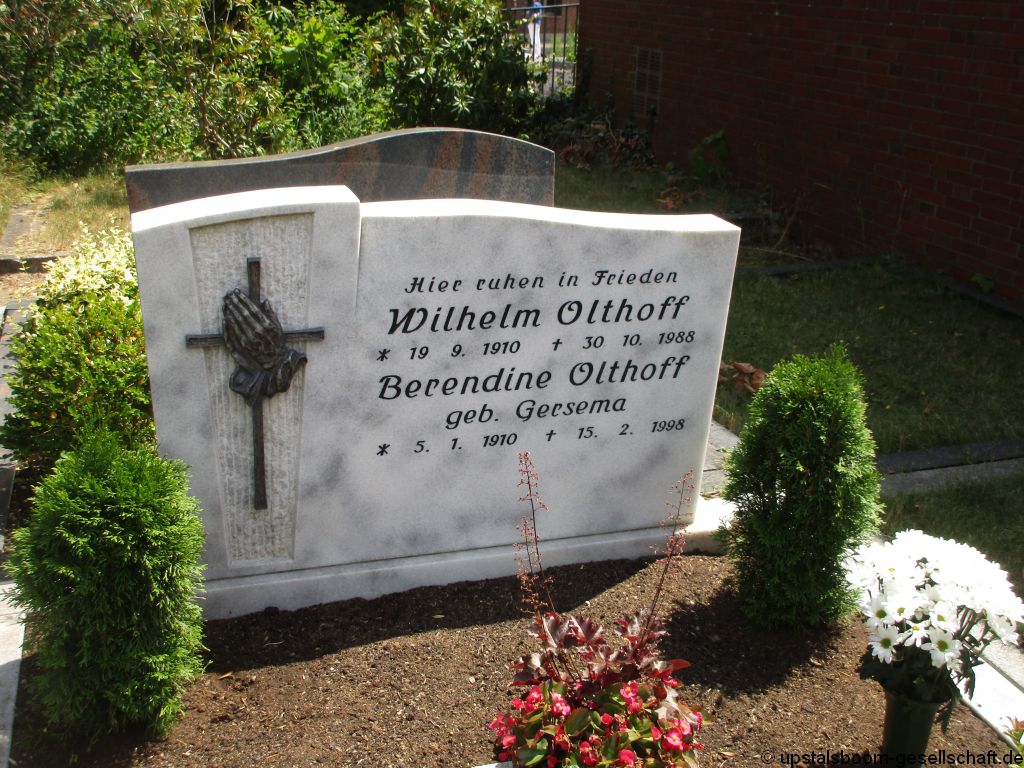 Hier ruhen in Frieden
Wilhelm Olthoff
* 19. 9. 1910 ✝ 30. 10. 1988
Berendine Olthoff
geb. Gersema
* 5. 1. 1910 ✝ 15. 2. 1998
© upstalsboom-gesellschaft.de